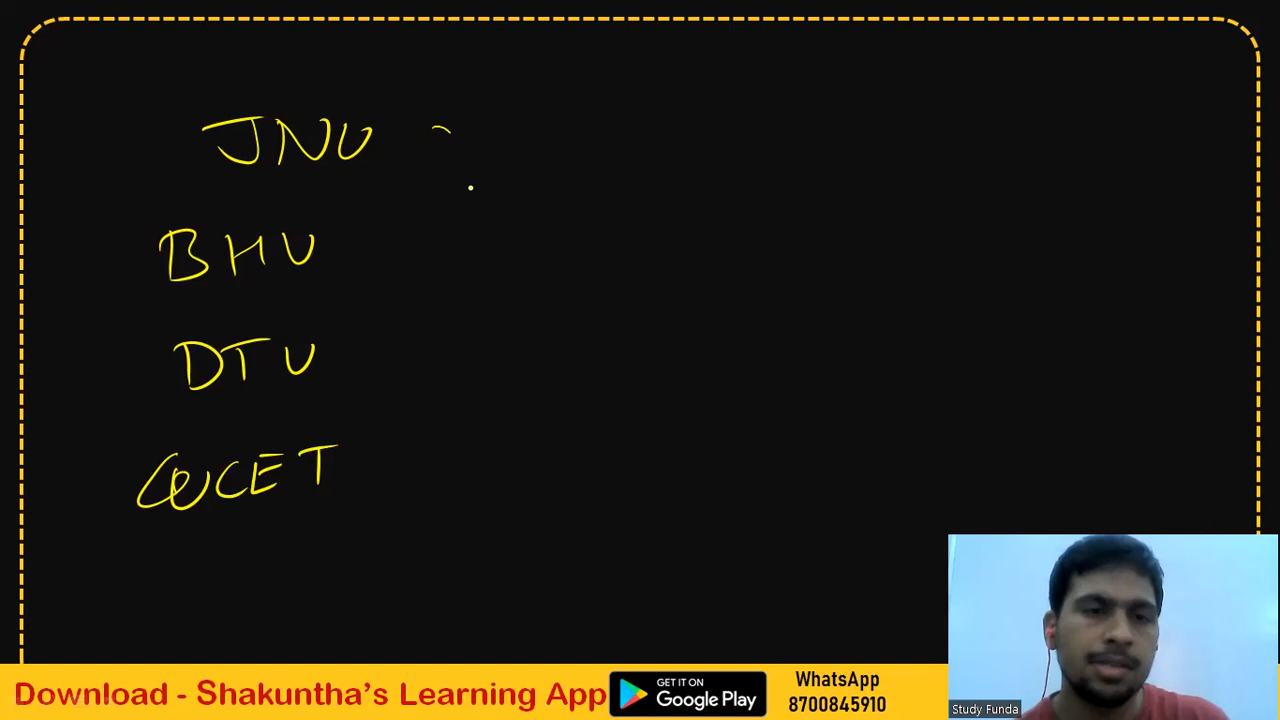 JNU
BHU
DTU
CUCET
Study Funda
Download - Shakuntha's Learning App
GET IT ON
Google Play
WhatsApp
8700845910